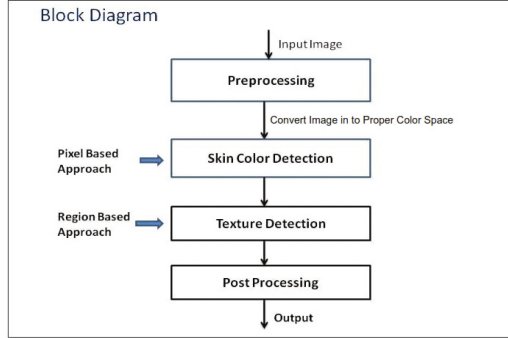 Block Diagram
Input Image
Preprocessing
Convert Image in to Proper Color Space
Pixel Based
Approach
Skin Color Detection
Region Based
Approach
Texture Detection
Post Processing
Output